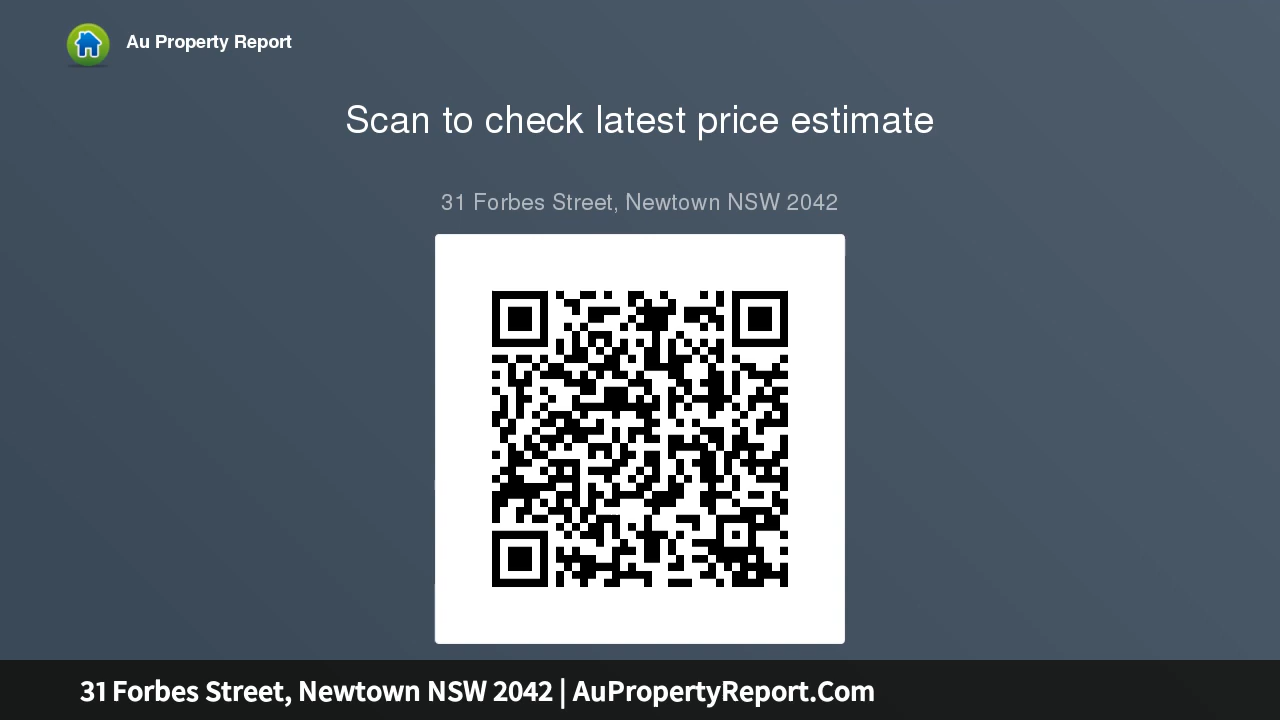 Au Property Report
Scan to check latest price estimate
31 Forbes Street, Newtown NSW 2042
31 Forbes Street, Newtown NSW 2042 | AuPropertyReport.Com